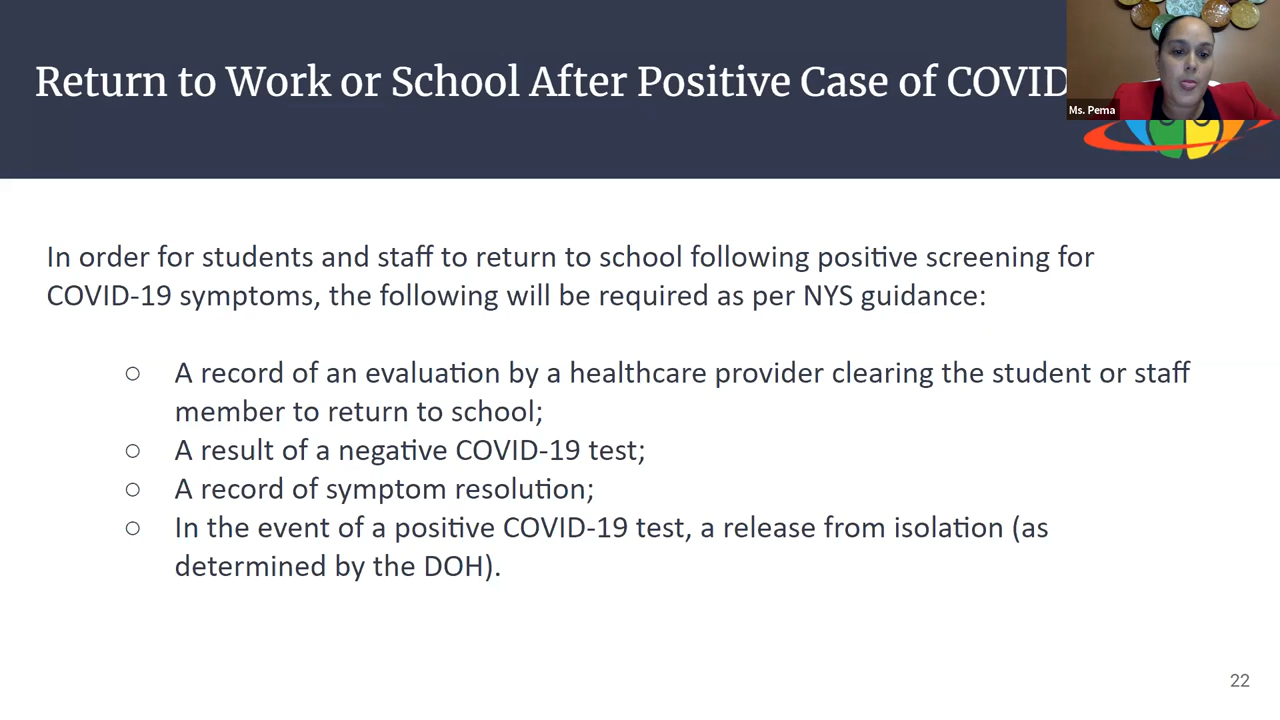 Return to Work or School After Positive Case of COVID
Ms. Pema
In order for students and staff to return to school following positive screening for
COVID-19 symptoms, the following will be required as per NYS guidance:
○ A record of an evaluation by a healthcare provider clearing the student or staff
member to return to school;
○ A result of a negative COVID-19 test;
○ A record of symptom resolution;
○ In the event of a positive COVID-19 test, a release from isolation (as
determined by the DOH).
22